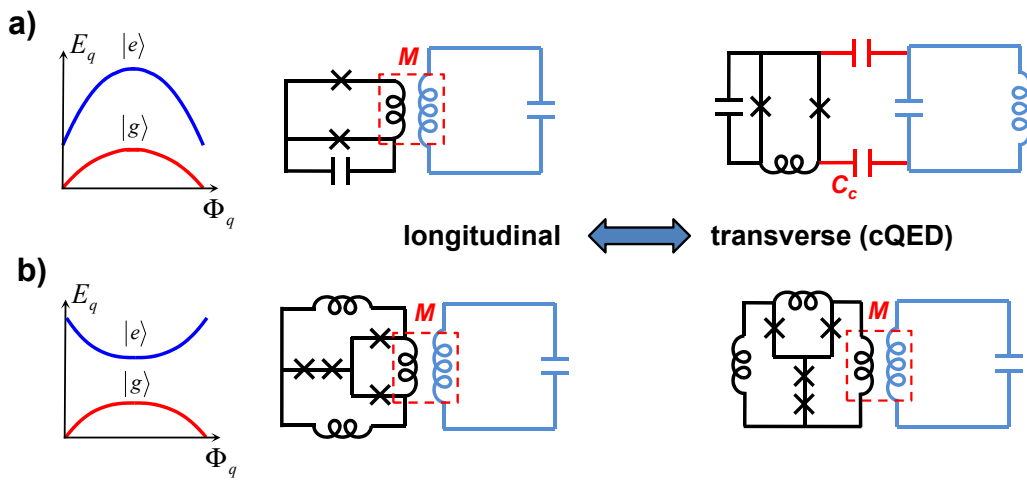 a)
E_q
|e⟩
|g⟩
Φ_q
M
C_c
longitudinal
transverse (cQED)
b)
E_q
|e⟩
|g⟩
Φ_q
M
M